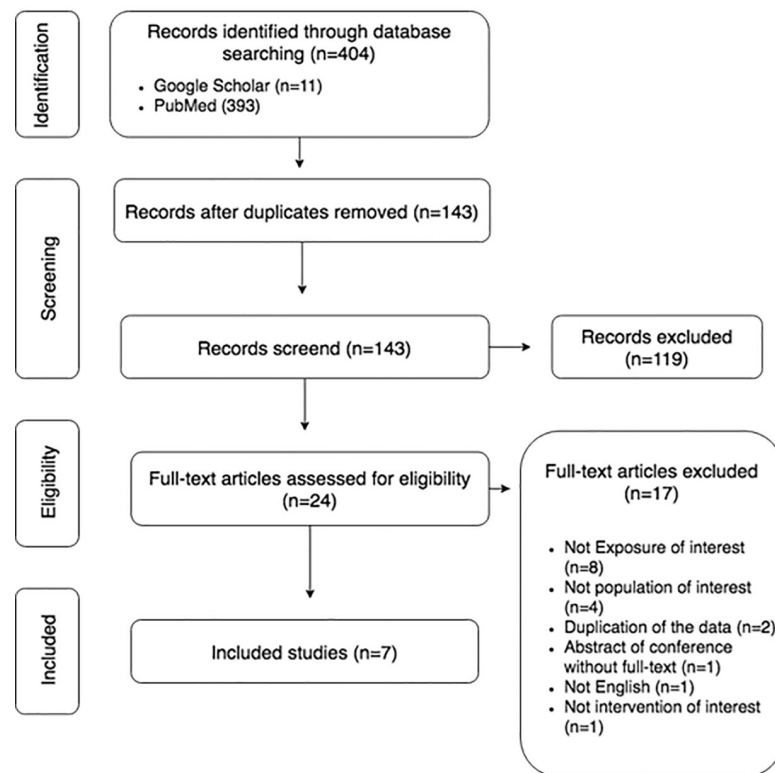 Identification
Records identified through database
searching (n=404)
• Google Scholar (n=11)
• PubMed (393)
Screening
Records after duplicates removed (n=143)
Records screend (n=143)
Records excluded
(n=119)
Eligibility
Full-text articles assessed for eligibility
(n=24)
Full-text articles excluded
(n=17)
• Not Exposure of interest
(n=8)
• Not population of interest
(n=4)
• Duplication of the data (n=2)
• Abstract of conference
without full-text (n=1)
• Not English (n=1)
• Not intervention of interest
(n=1)
Included
Included studies (n=7)